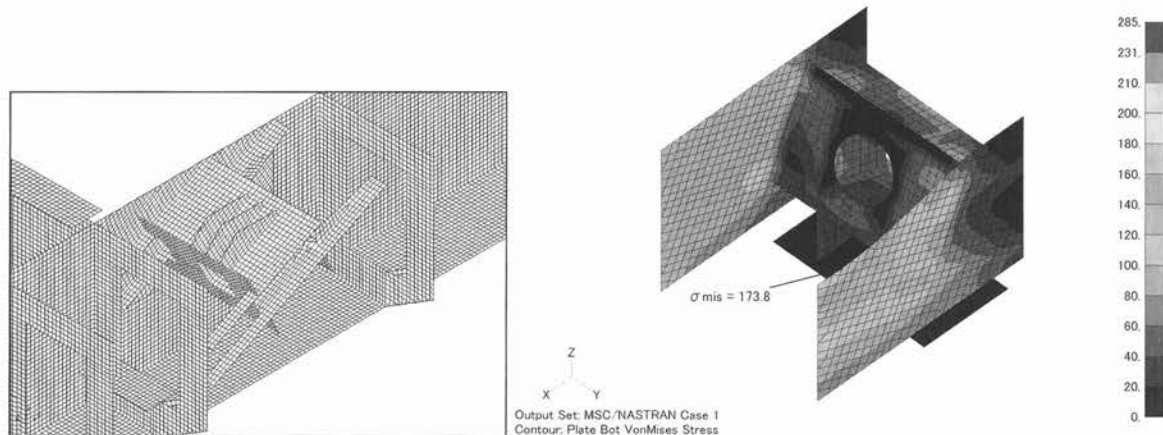 285.
231.
210.
200.
180.
160.
140.
120.
100.
80.
60.
40.
20.
0.
σ mis = 173.8
Z
X Y
Output Set: MSC/NASTRAN Case 1
Contour: Plate Bot VonMises Stress